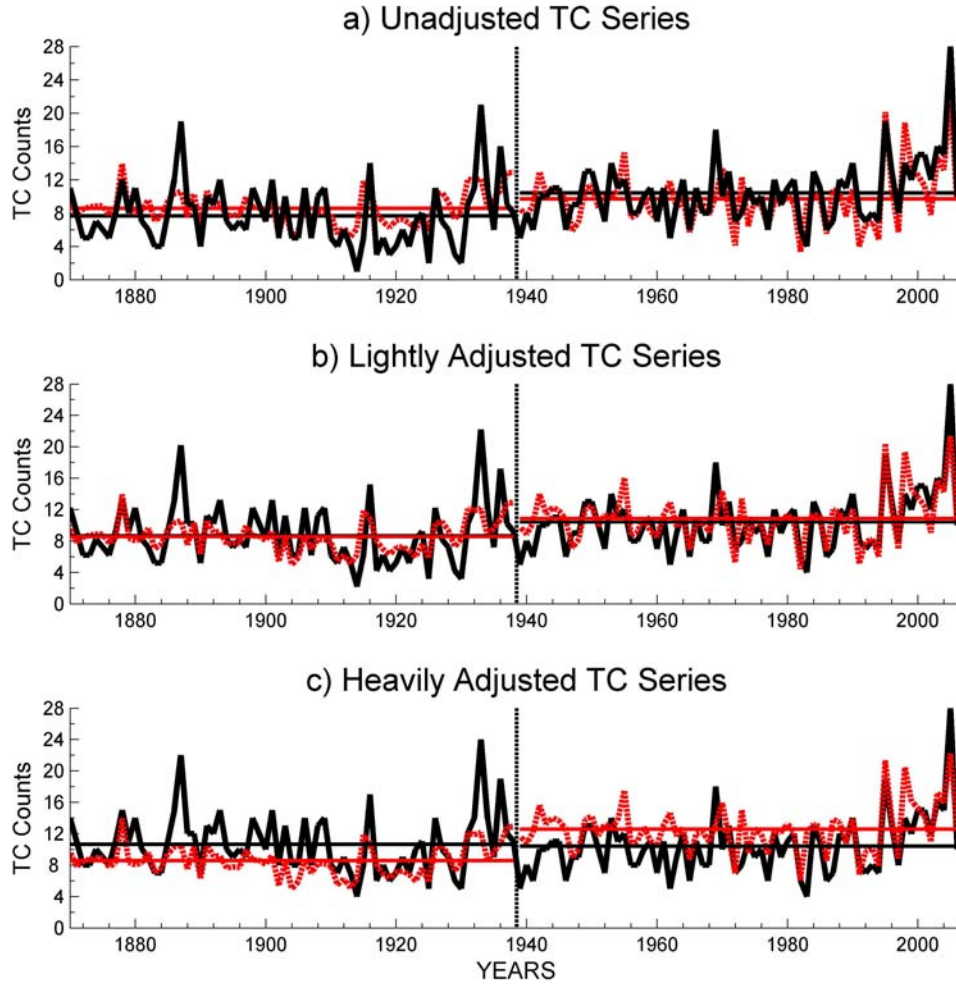 a) Unadjusted TC Series
28
24
20
16
12
8
4
0
TC Counts
1880 1900 1920 1940 1960 1980 2000
b) Lightly Adjusted TC Series
28
24
20
16
12
8
4
0
TC Counts
1880 1900 1920 1940 1960 1980 2000
c) Heavily Adjusted TC Series
28
24
20
16
12
8
4
0
TC Counts
1880 1900 1920 1940 1960 1980 2000
YEARS